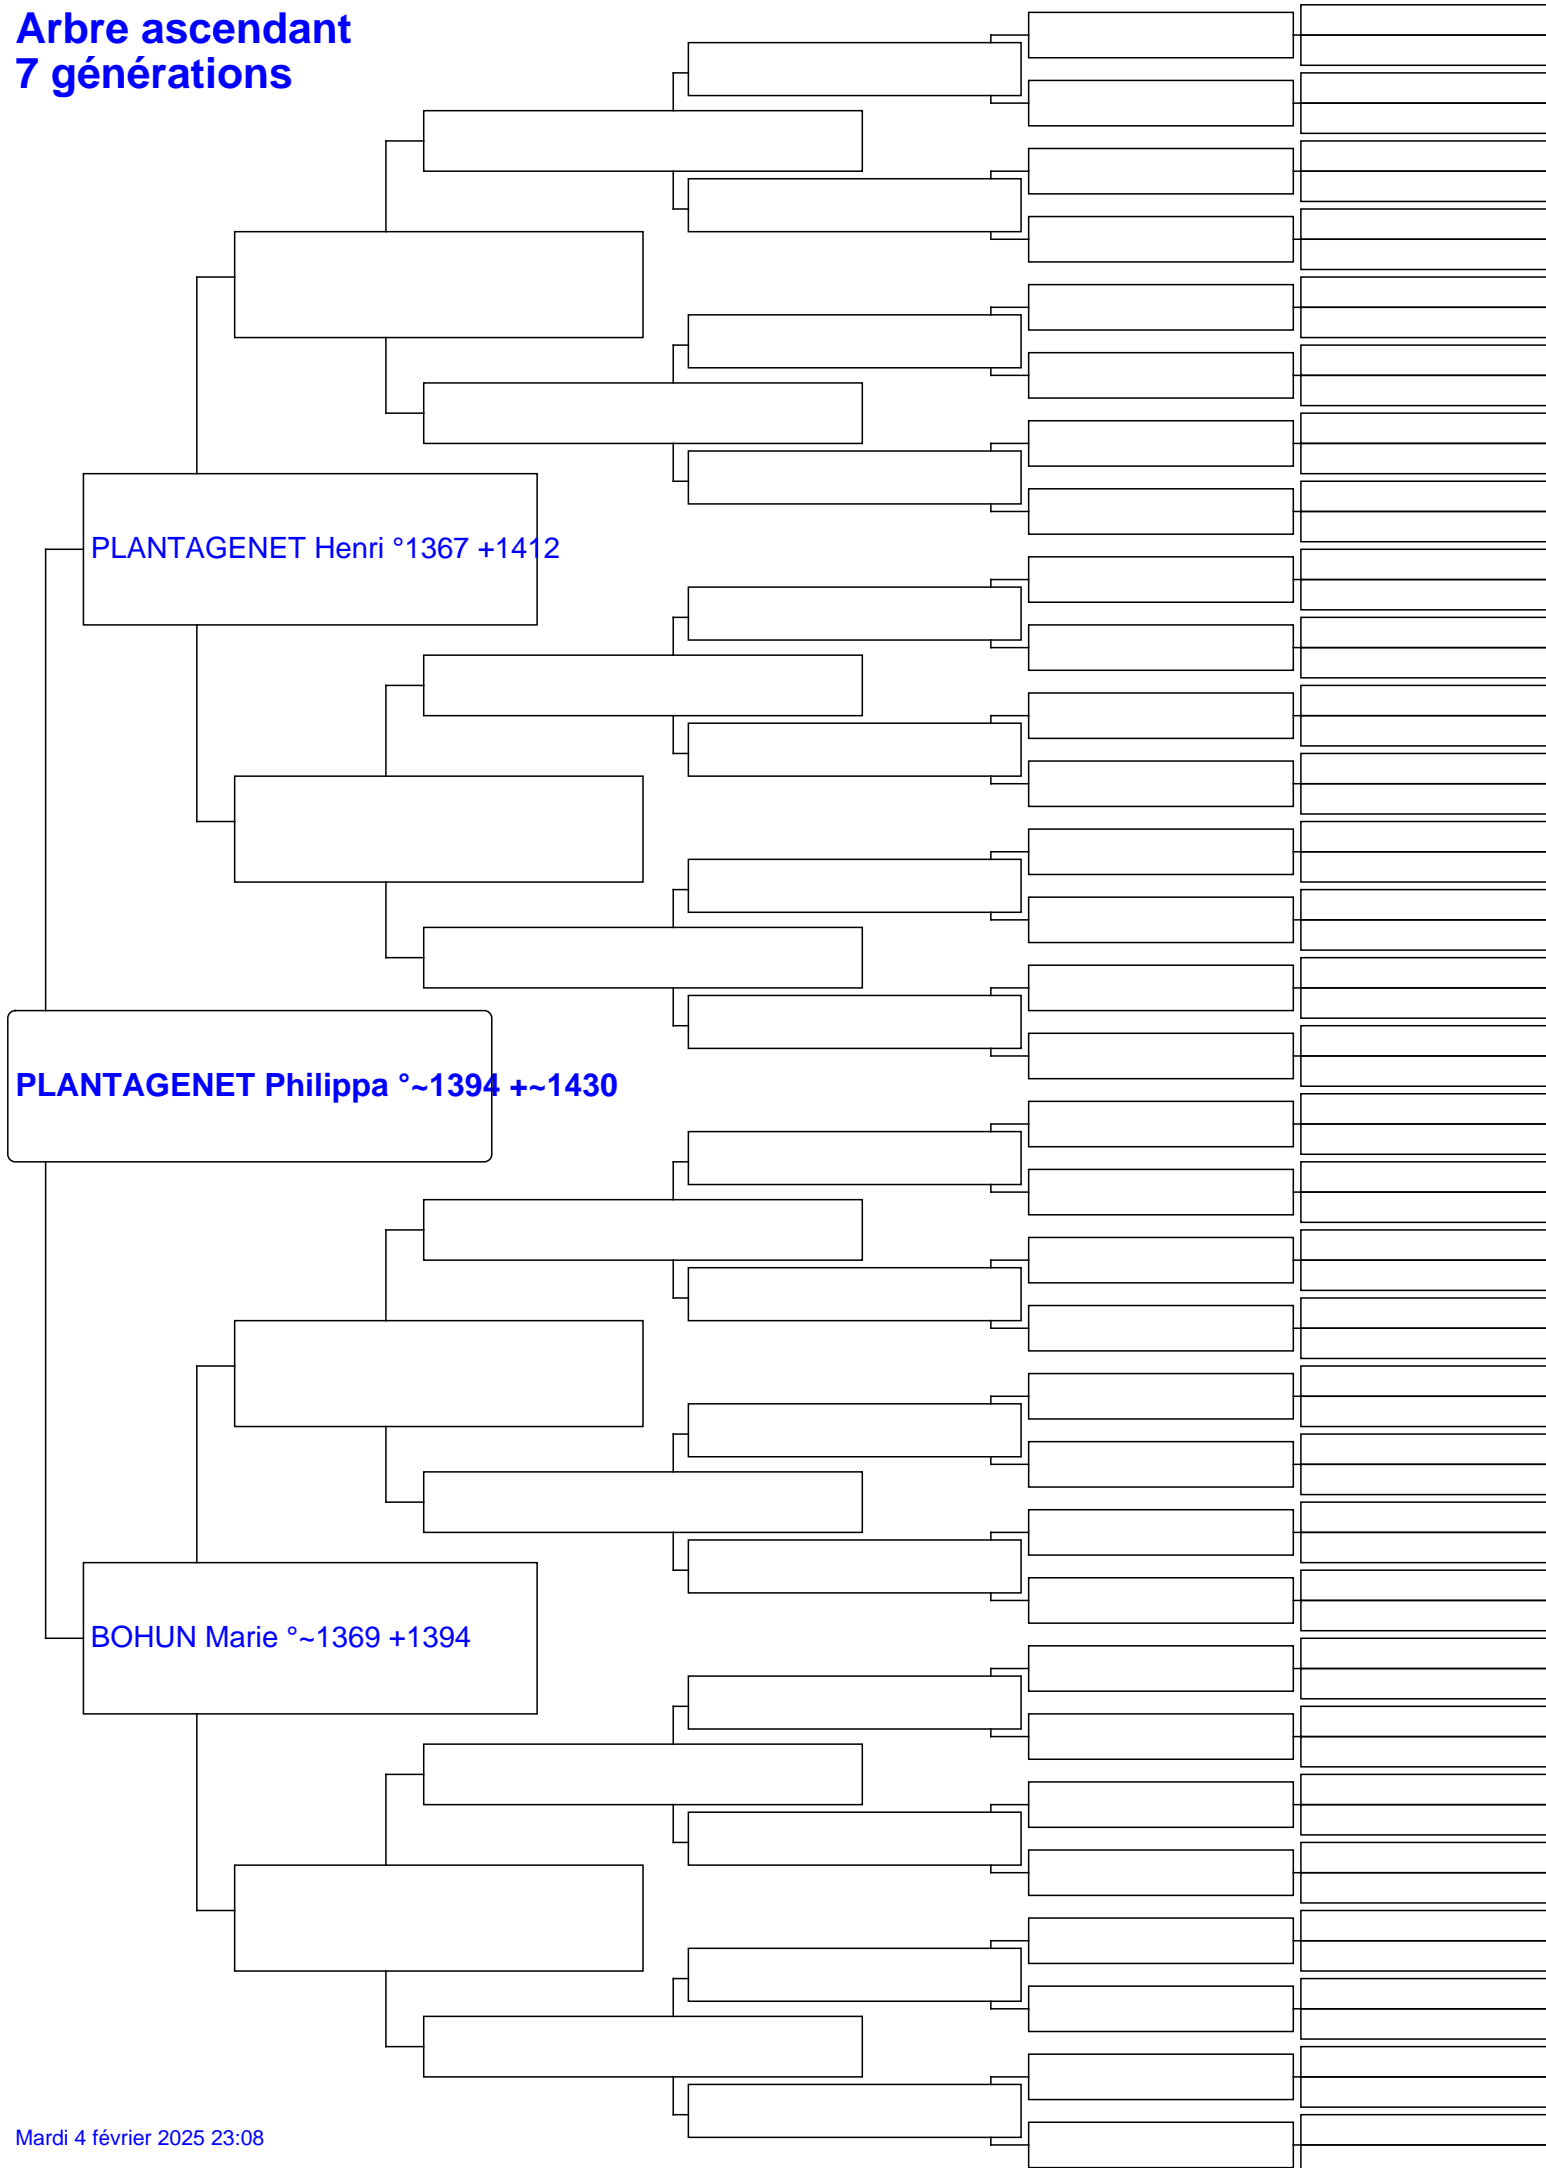 Arbre ascendant
7 générations
PLANTAGENET Henri °1367 +1412
PLANTAGENET Philippa °~1394 +~1430
BOHUN Marie °~1369 +1394
Mardi 4 février 2025 23:08